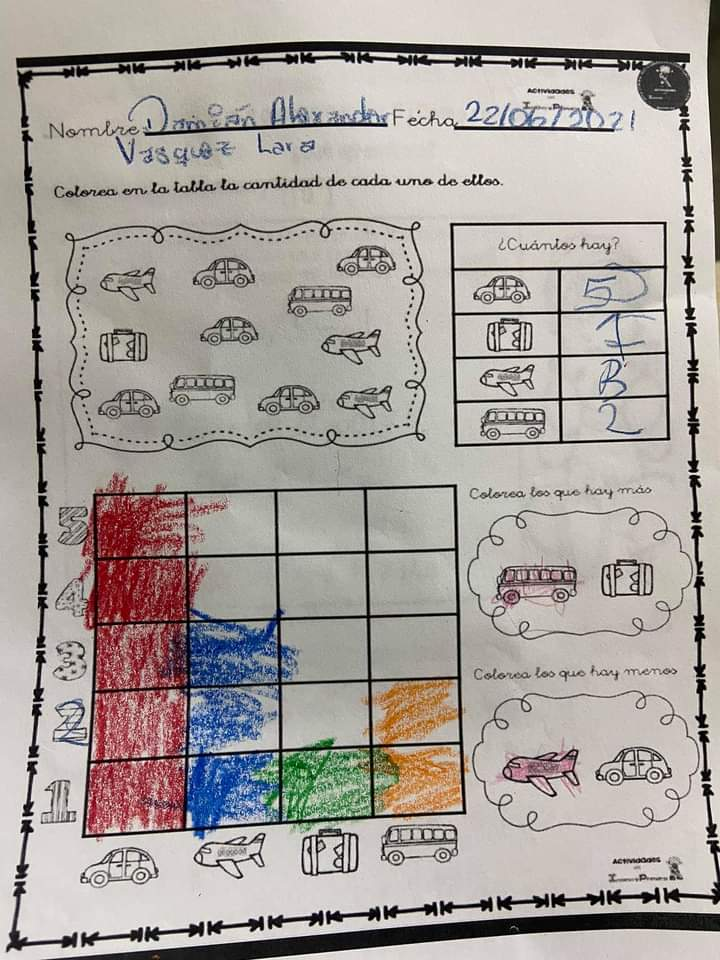 Actividades
Nombre Damián Alexander Fecha 22/06/2021
Vasquez Lara
Colorea en la tabla la cantidad de cada uno de ellos.
¿Cuántos hay?
5
1
3
2
Colorea los que hay más
5
4
3
2
1
Colorea los que hay menos
Actividades